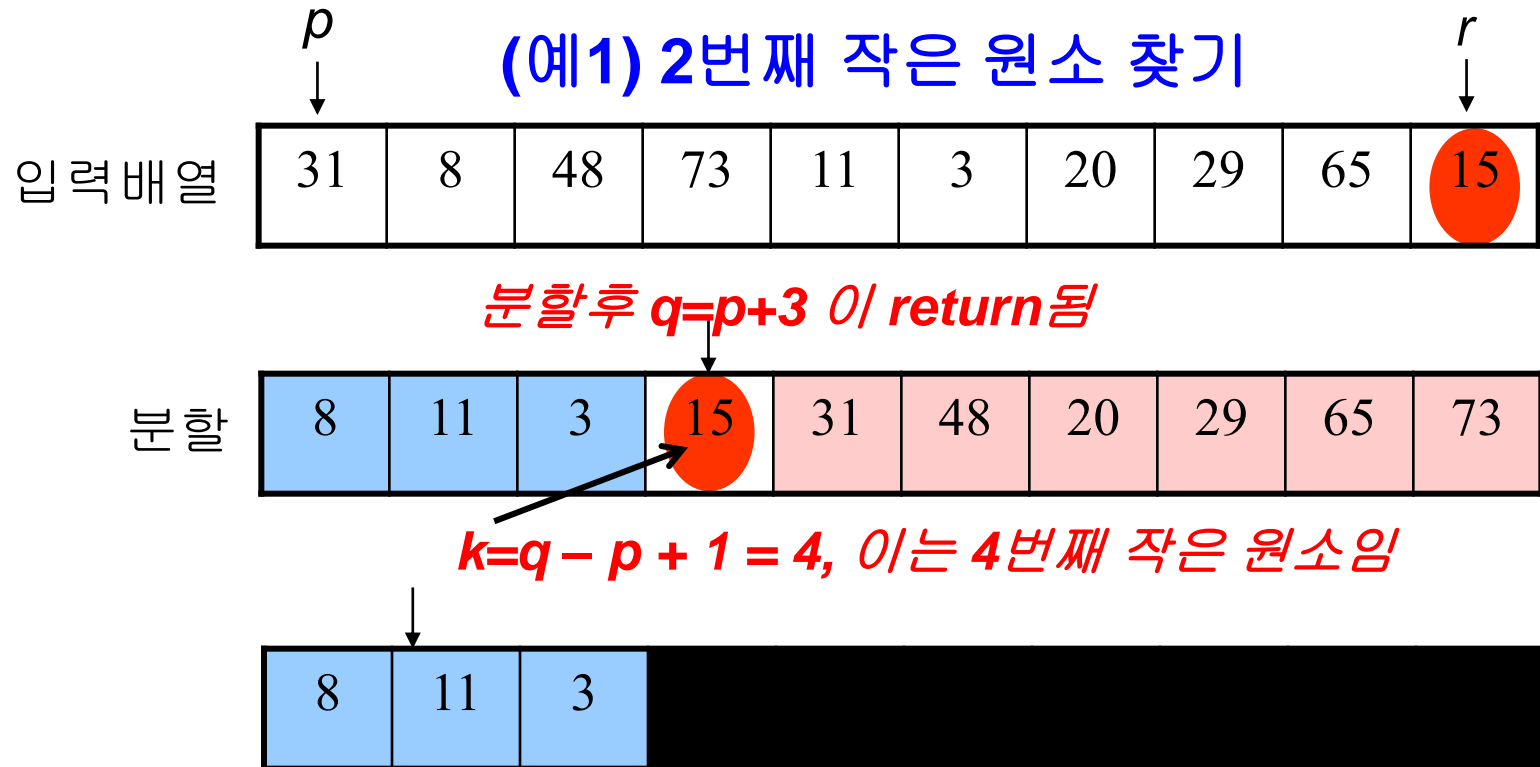 p
(예1) 2번째 작은 원소 찾기
r
입력배열 31 8 48 73 11 3 20 29 65 15
분할후 q=p+3 이 return됨
분할 8 11 3 15 31 48 20 29 65 73
k=q – p + 1 = 4, 이는 4번째 작은 원소임
8 11 3